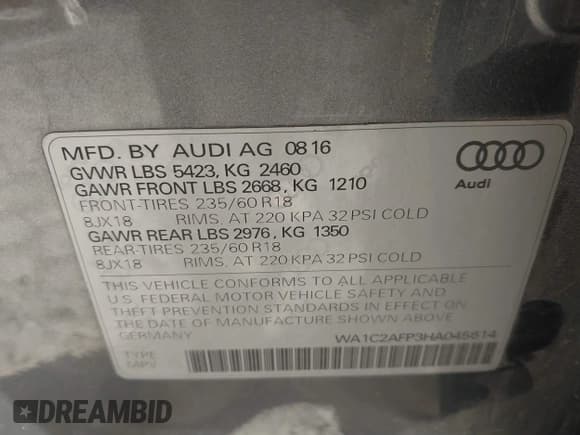 MFD. BY AUDI AG 08 16
GVWR LBS 5423, KG 2460
GAWR FRONT LBS 2668, KG 1210
FRONT-TIRES 235/60 R18
8JX18 RIMS, AT 220 KPA 32 PSI COLD
GAWR REAR LBS 2976, KG 1350
REAR-TIRES 235/60 R18
8JX18 RIMS, AT 220 KPA 32 PSI COLD
Audi
THIS VEHICLE CONFORMS TO ALL APPLICABLE
U.S. FEDERAL MOTOR VEHICLE SAFETY AND
THEFT PREVENTION STANDARDS IN EFFECT ON
THE DATE OF MANUFACTURE SHOWN ABOVE. MADE IN
GERMANY
WA1C2AFP3HA045614
TYPE
MPV
DREAMBID
DREAMBID